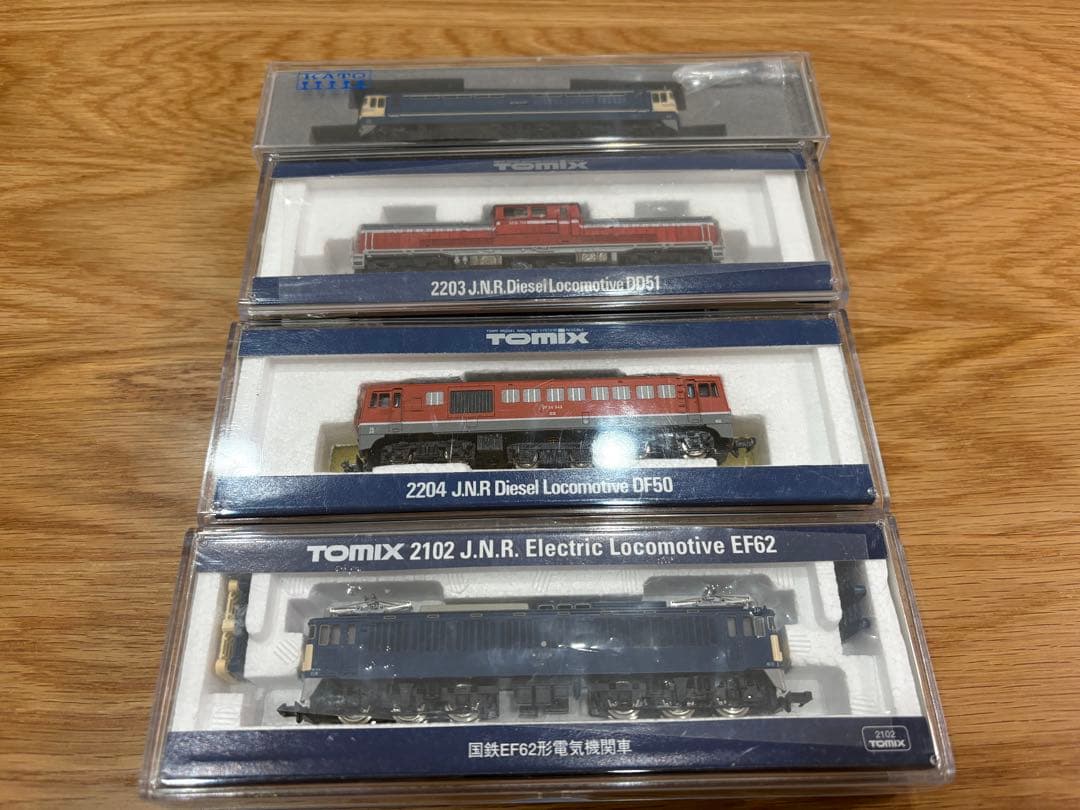 KATO
TOMIX
2203 J.N.R. Diesel Locomotive DD51
TOMIX
2204 J.N.R Diesel Locomotive DF50
TOMIX 2102 J.N.R. Electric Locomotive EF62
国鉄EF62形電気機関車
2102
TOMIX